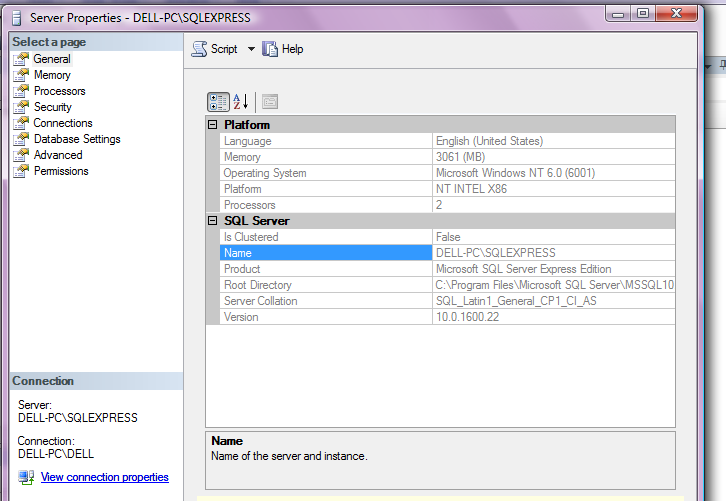 Server Properties - DELL-PC\SQLEXPRESS
Select a page
General
Memory
Processors
Security
Connections
Database Settings
Advanced
Permissions
Script
Help
Platform
Language English (United States)
Memory 3061 (MB)
Operating System Microsoft Windows NT 6.0 (6001)
Platform NT INTEL X86
Processors 2
SQL Server
Is Clustered False
Name DELL-PC\SQLEXPRESS
Product Microsoft SQL Server Express Edition
Root Directory C:\Program Files\Microsoft SQL Server\MSSQL10
Server Collation SQL_Latin1_General_CP1_CI_AS
Version 10.0.1600.22
Name
Name of the server and instance.
Connection
Server:
DELL-PC\SQLEXPRESS
Connection:
DELL-PC\DELL
View connection properties